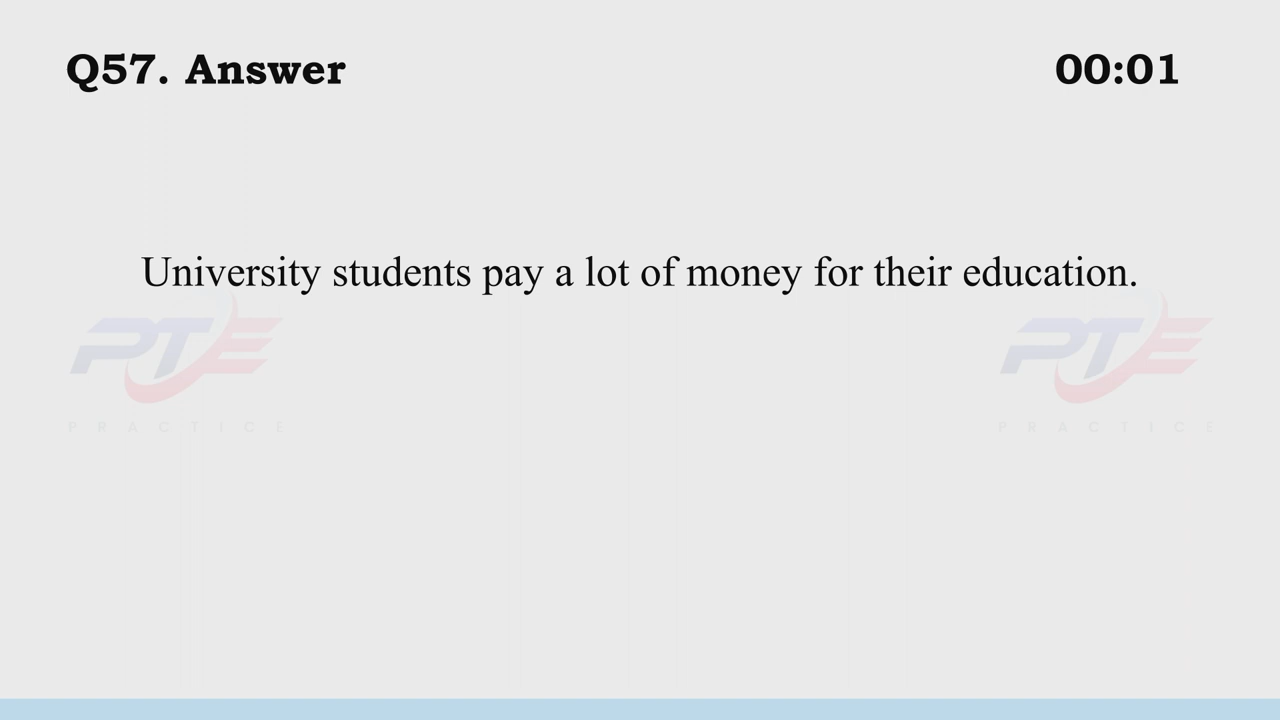 Q57. Answer
00:01
University students pay a lot of money for their education.
PTE PTE
PRACTICE PRACTICE